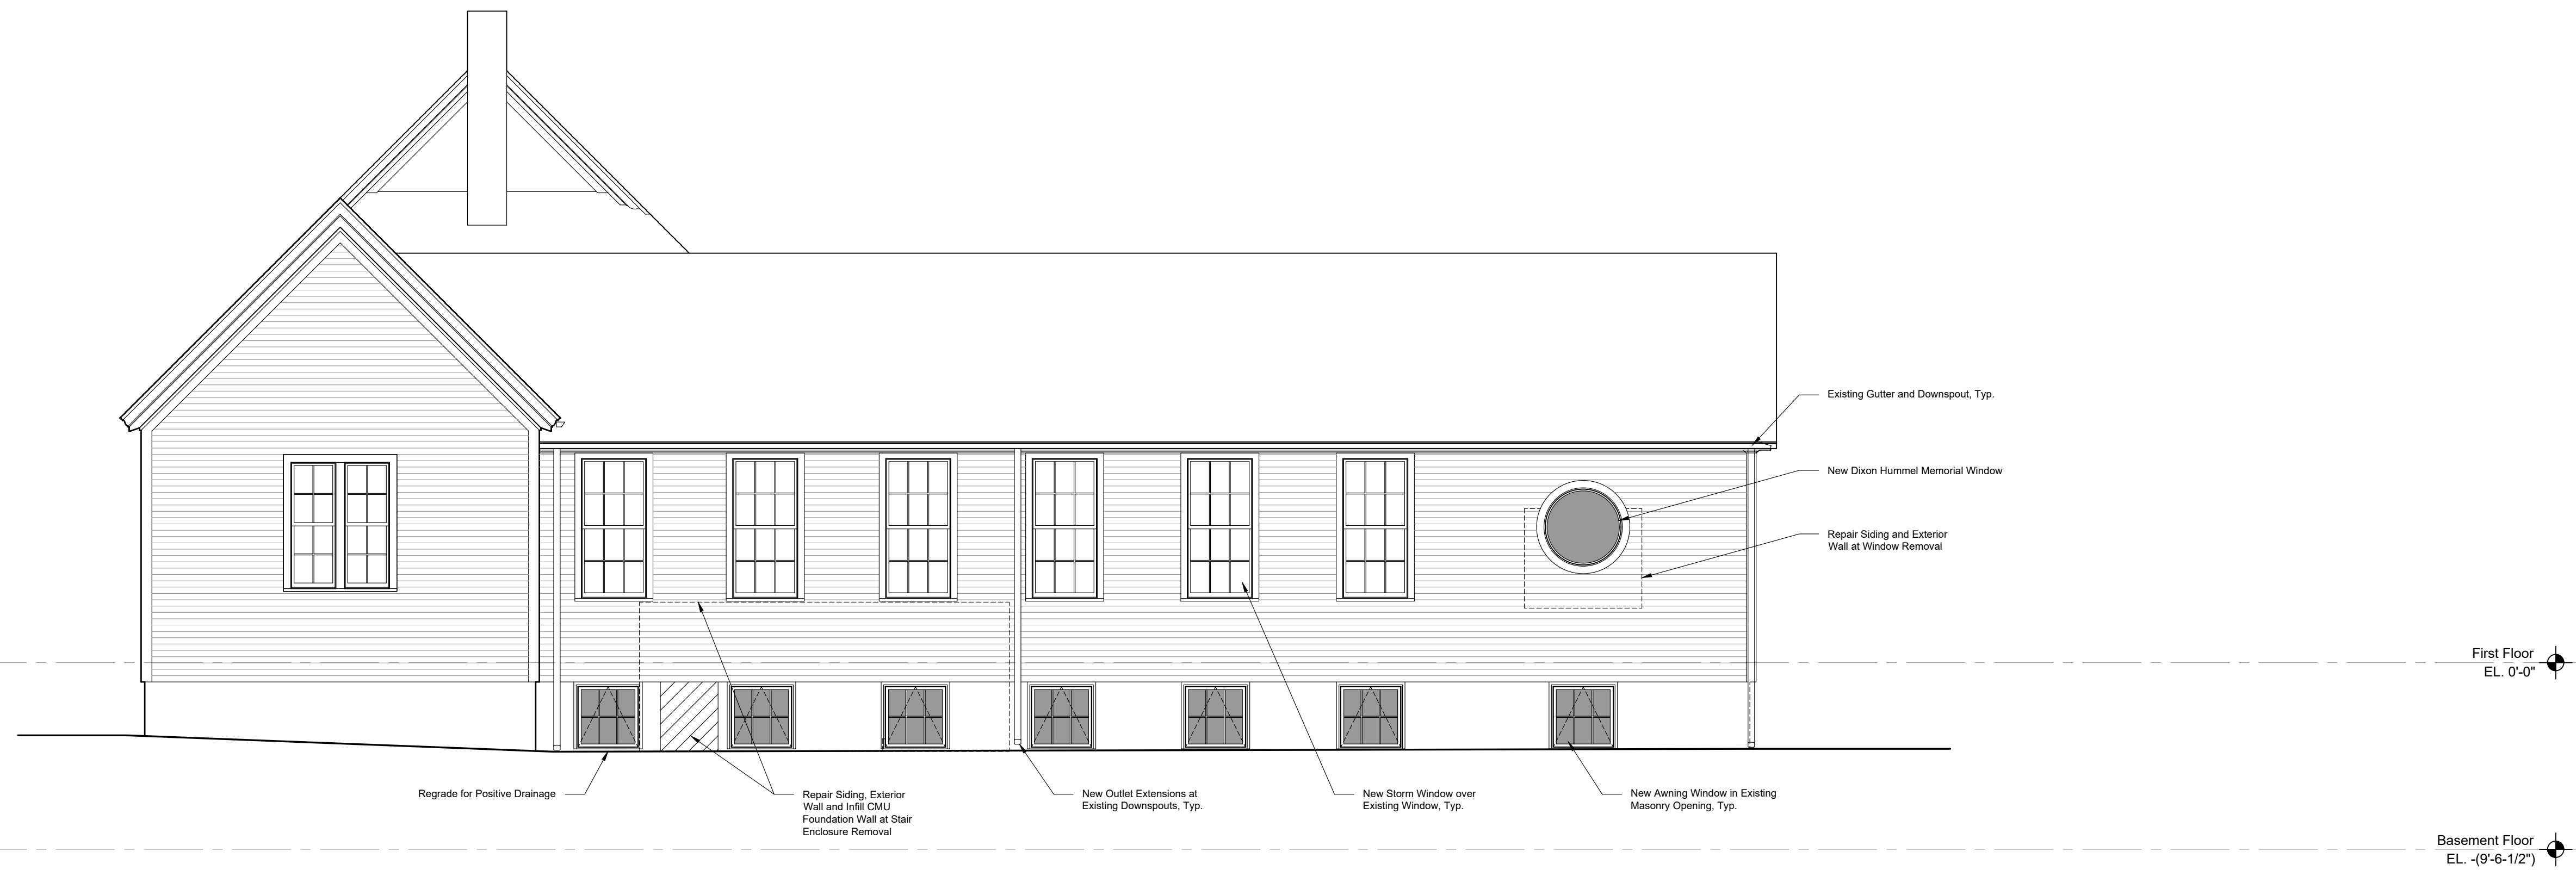 Existing Gutter and Downspout, Typ.
New Dixon Hummel Memorial Window
Repair Siding and Exterior
Wall at Window Removal
First Floor
EL. 0'-0"
Regrade for Positive Drainage
Repair Siding, Exterior
Wall and Infill CMU
Foundation Wall at Stair
Enclosure Removal
New Outlet Extensions at
Existing Downspouts, Typ.
New Storm Window over
Existing Window, Typ.
New Awning Window in Existing
Masonry Opening, Typ.
Basement Floor
EL. -(9'-6-1/2")